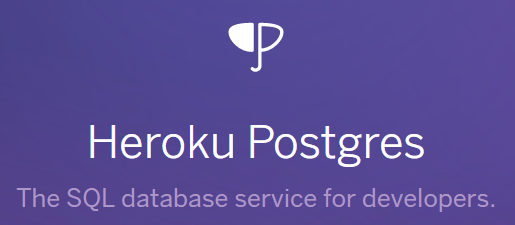 Heroku Postgres
The SQL database service for developers.